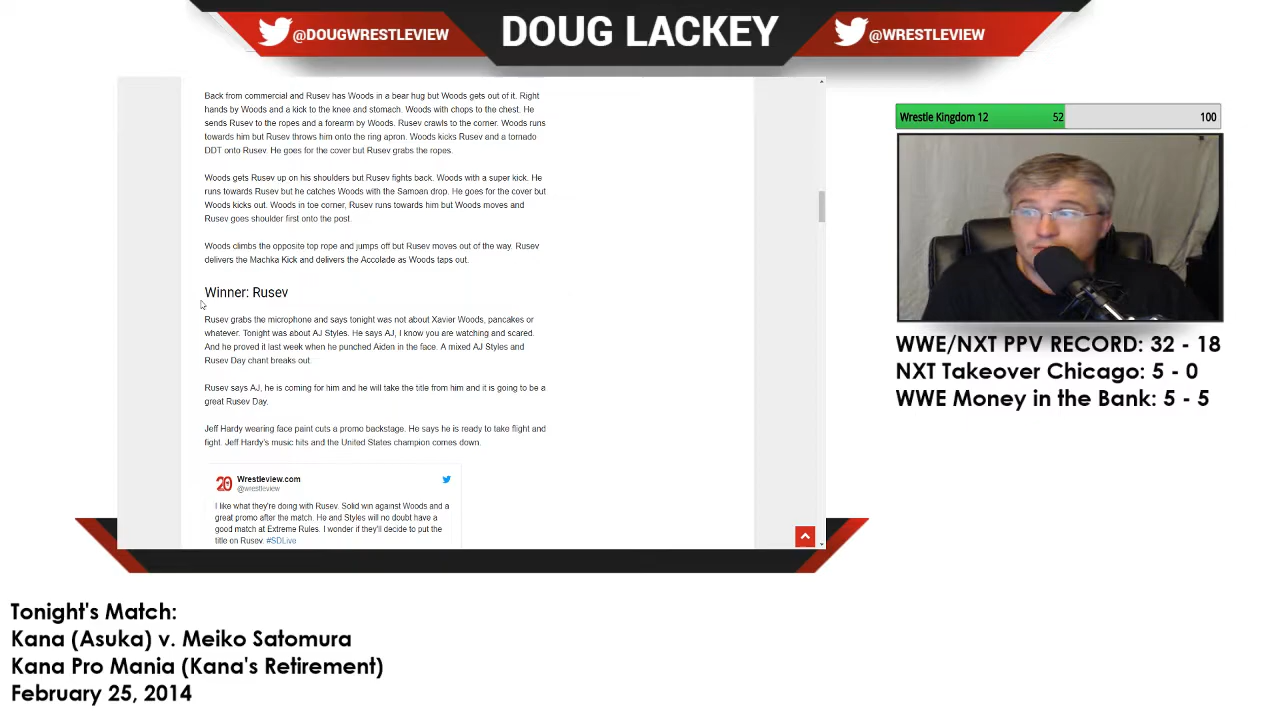 @DOUGWRESTLEVIEW
DOUG LACKEY
@WRESTLEVIEW
Back from commercial and Rusev has Woods in a bear hug but Woods gets out of it. Right
hands by Woods and a kick to the knee and stomach. Woods with chops to the chest. He
sends Rusev to the ropes and a forearm by Woods. Rusev crawls to the corner. Woods runs
towards him but Rusev throws him onto the ring apron. Woods kicks Rusev and a tornado
DDT onto Rusev. He goes for the cover but Rusev grabs the ropes.
Woods gets Rusev up on his shoulders but Rusev fights back. Woods with a super kick. He
runs towards Rusev but he catches Woods with the Samoan drop. He goes for the cover but
Woods kicks out. Woods in toe corner, Rusev runs towards him but Woods moves and
Rusev goes shoulder first onto the post.
Woods climbs the opposite top rope and jumps off but Rusev moves out of the way. Rusev
delivers the Machka Kick and delivers the Accolade as Woods taps out.
Winner: Rusev
Rusev grabs the microphone and says tonight was not about Xavier Woods, pancakes or
whatever. Tonight was about AJ Styles. He says AJ, I know you are watching and scared.
And he proved it last week when he punched Aiden in the face. A mixed AJ Styles and
Rusev Day chant breaks out.
Rusev says AJ, he is coming for him and he will take the title from him and it is going to be a
great Rusev Day.
Jeff Hardy wearing face paint cuts a promo backstage. He says he is ready to take flight and
fight. Jeff Hardy's music hits and the United States champion comes down.
20
Wrestleview.com
@wrestleview
I like what they're doing with Rusev. Solid win against Woods and a
great promo after the match. He and Styles will no doubt have a
good match at Extreme Rules. I wonder if they'll decide to put the
title on Rusev. #SDLive
Wrestle Kingdom 12 52 100
WWE/NXT PPV RECORD: 32 - 18
NXT Takeover Chicago: 5 - 0
WWE Money in the Bank: 5 - 5
Tonight's Match:
Kana (Asuka) v. Meiko Satomura
Kana Pro Mania (Kana's Retirement)
February 25, 2014